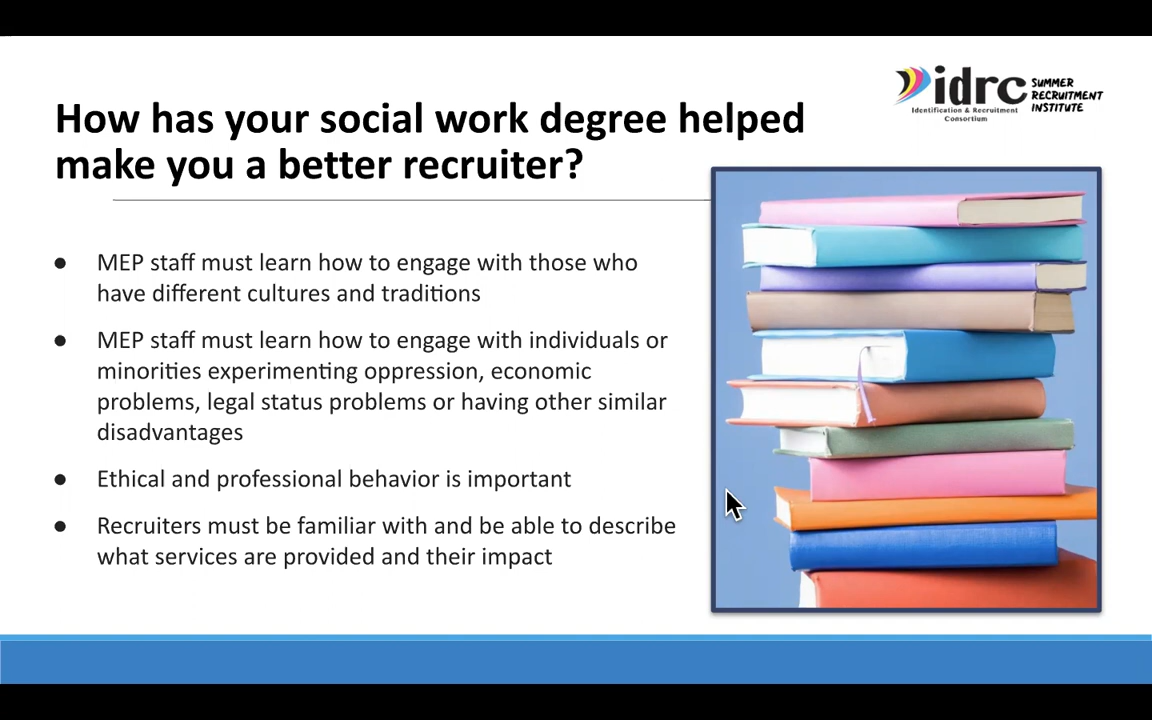 How has your social work degree helped
make you a better recruiter?
idrc
Identification & Recruitment
Consortium
SUMMER
RECRUITMENT
INSTITUTE
● MEP staff must learn how to engage with those who
have different cultures and traditions
● MEP staff must learn how to engage with individuals or
minorities experimenting oppression, economic
problems, legal status problems or having other similar
disadvantages
● Ethical and professional behavior is important
● Recruiters must be familiar with and be able to describe
what services are provided and their impact